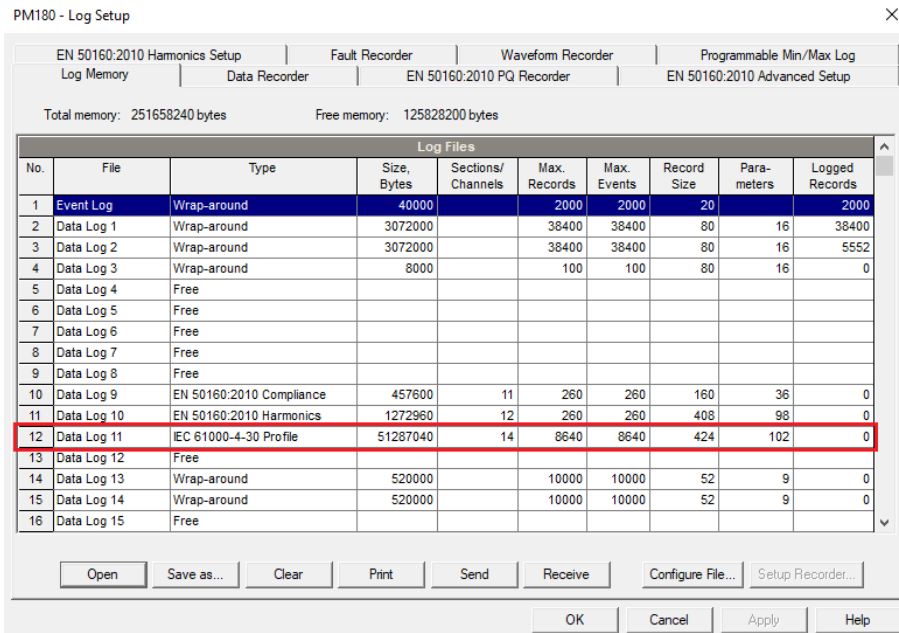 PM180 - Log Setup
EN 50160:2010 Harmonics Setup Fault Recorder Waveform Recorder Programmable Min/Max Log
Log Memory Data Recorder EN 50160:2010 PQ Recorder EN 50160:2010 Advanced Setup
Total memory: 251658240 bytes Free memory: 125828200 bytes
Log Files
No. File Type Size, Bytes Sections/ Channels Max. Records Max. Events Record Size Para- meters Logged Records
1 Event Log Wrap-around 40000 2000 2000 20 2000
2 Data Log 1 Wrap-around 3072000 38400 38400 80 16 38400
3 Data Log 2 Wrap-around 3072000 38400 38400 80 16 5552
4 Data Log 3 Wrap-around 8000 100 100 80 16 0
5 Data Log 4 Free
6 Data Log 5 Free
7 Data Log 6 Free
8 Data Log 7 Free
9 Data Log 8 Free
10 Data Log 9 EN 50160:2010 Compliance 457600 11 260 260 160 36 0
11 Data Log 10 EN 50160:2010 Harmonics 1272960 12 260 260 408 98 0
12 Data Log 11 IEC 61000-4-30 Profile 51287040 14 8640 8640 424 102 0
13 Data Log 12 Free
14 Data Log 13 Wrap-around 520000 10000 10000 52 9 0
15 Data Log 14 Wrap-around 520000 10000 10000 52 9 0
16 Data Log 15 Free
Open Save as... Clear Print Send Receive Configure File... Setup Recorder...
OK Cancel Apply Help